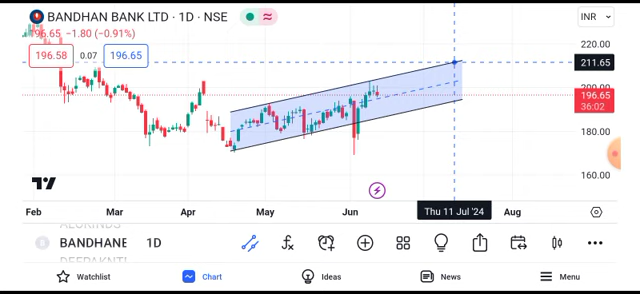 BANDHAN BANK LTD · 1D · NSE
INR
196.65 −1.80 (−0.91%)
196.58 0.07 196.65
220.00
211.65
200.00
196.65
36:02
180.00
160.00
Feb Mar Apr May Jun Thu 11 Jul '24 Aug
BANDHANE 1D
Watchlist Chart Ideas News Menu